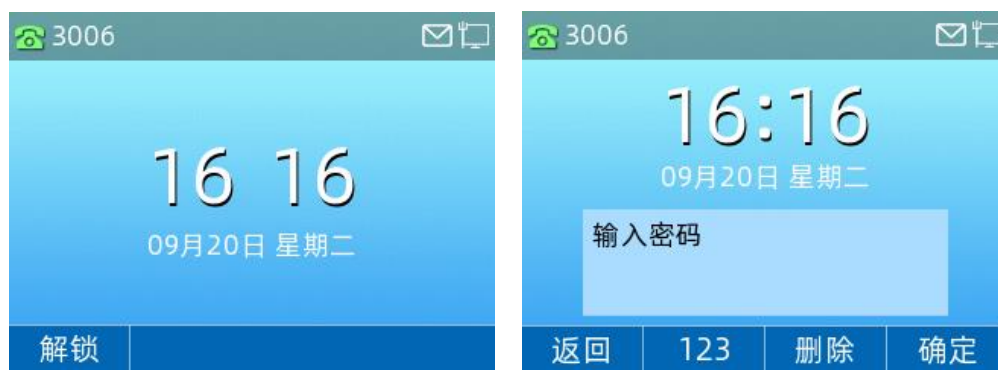 3006
16 16
09月20日 星期二
解锁
3006
16:16
09月20日 星期二
输入密码
返回 123 删除 确定